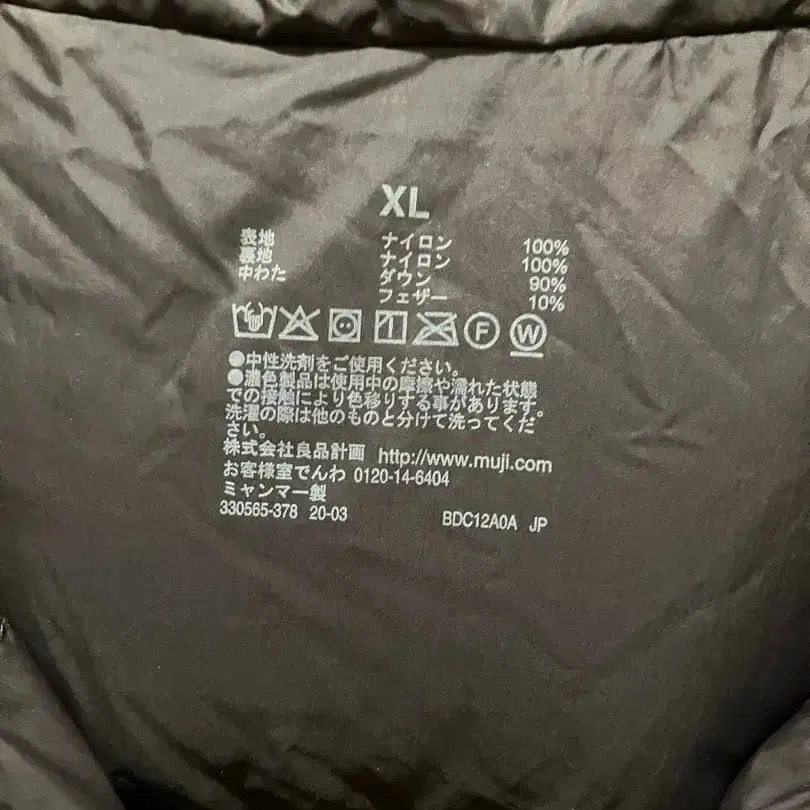 XL
表地 ナイロン 100%
裏地 ナイロン 100%
中わた ダウン 90%
フェザー 10%
F W
●中性洗剤をご使用ください。
●濃色製品は使用中の摩擦や濡れた状態
での接触により色移りする事があります。
洗濯の際は他のものと分けて洗ってくだ
さい。
株式会社良品計画 http://www.muji.com
お客様室でんわ 0120-14-6404
ミャンマー製
330565-378 20-03 BDC12A0A JP